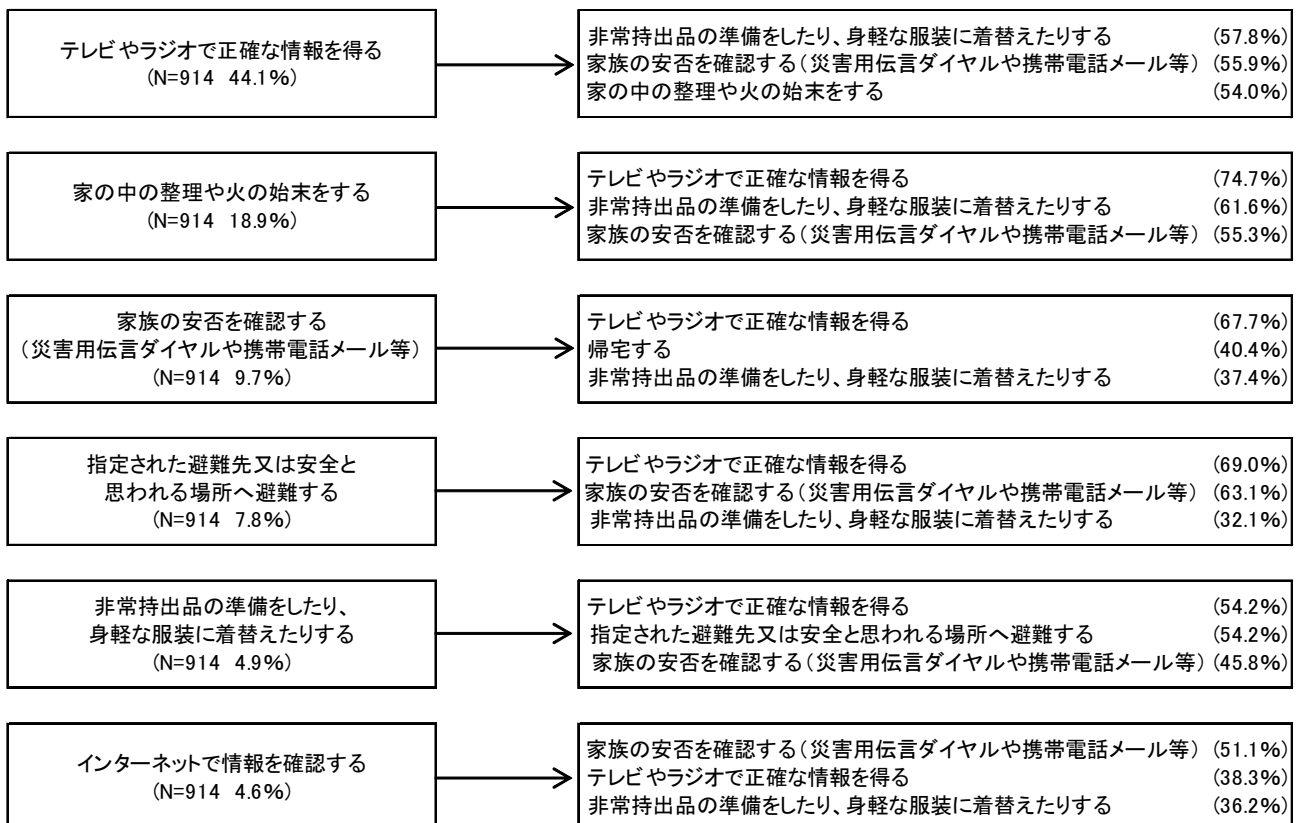 テレビやラジオで正確な情報を得る
(N=914 44.1%)
非常持出品の準備をしたり、身軽な服装に着替えたりする (57.8%)
家族の安否を確認する(災害用伝言ダイヤルや携帯電話メール等) (55.9%)
家の中の整理や火の始末をする (54.0%)
家の中の整理や火の始末をする
(N=914 18.9%)
テレビやラジオで正確な情報を得る (74.7%)
非常持出品の準備をしたり、身軽な服装に着替えたりする (61.6%)
家族の安否を確認する(災害用伝言ダイヤルや携帯電話メール等) (55.3%)
家族の安否を確認する
(災害用伝言ダイヤルや携帯電話メール等)
(N=914 9.7%)
テレビやラジオで正確な情報を得る (67.7%)
帰宅する (40.4%)
非常持出品の準備をしたり、身軽な服装に着替えたりする (37.4%)
指定された避難先又は安全と
思われる場所へ避難する
(N=914 7.8%)
テレビやラジオで正確な情報を得る (69.0%)
家族の安否を確認する(災害用伝言ダイヤルや携帯電話メール等) (63.1%)
非常持出品の準備をしたり、身軽な服装に着替えたりする (32.1%)
非常持出品の準備をしたり、
身軽な服装に着替えたりする
(N=914 4.9%)
テレビやラジオで正確な情報を得る (54.2%)
指定された避難先又は安全と思われる場所へ避難する (54.2%)
家族の安否を確認する(災害用伝言ダイヤルや携帯電話メール等) (45.8%)
インターネットで情報を確認する
(N=914 4.6%)
家族の安否を確認する(災害用伝言ダイヤルや携帯電話メール等) (51.1%)
テレビやラジオで正確な情報を得る (38.3%)
非常持出品の準備をしたり、身軽な服装に着替えたりする (36.2%)